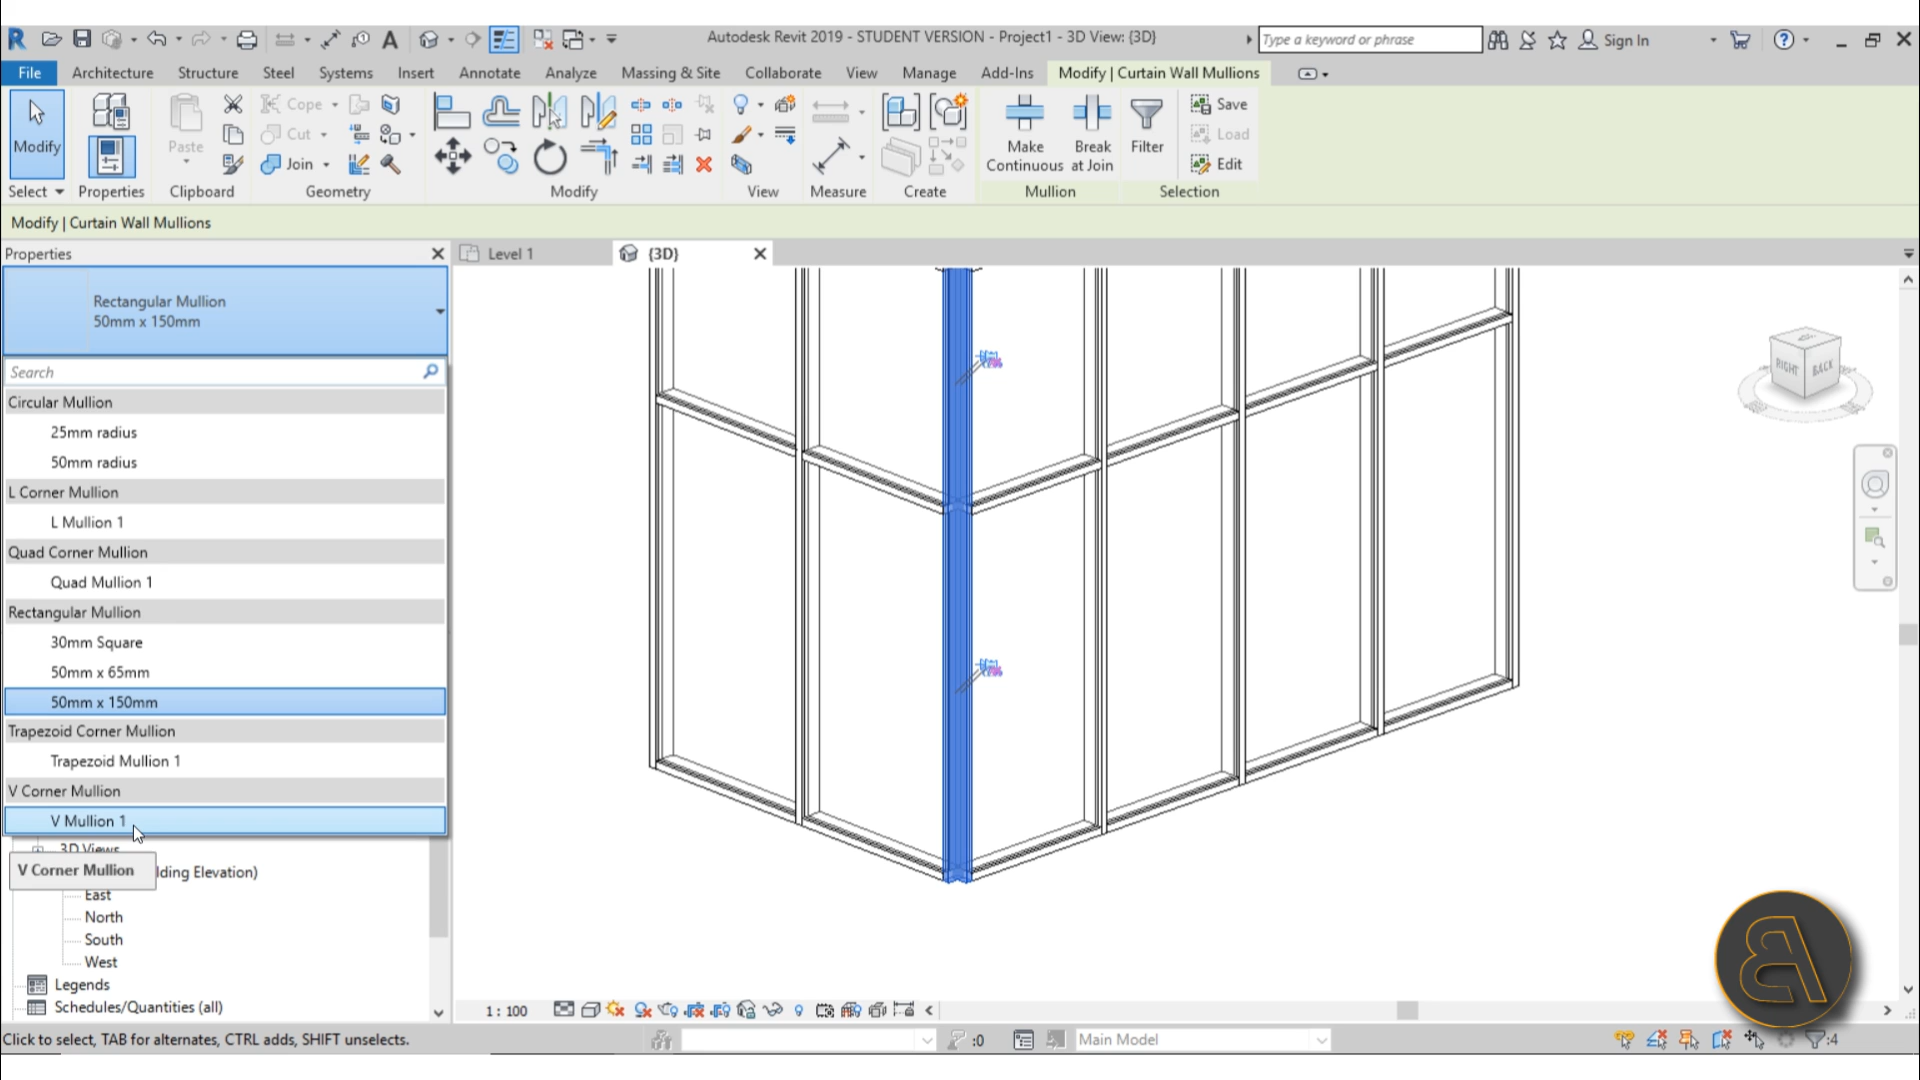 Autodesk Revit 2019 - STUDENT VERSION - Project1 - 3D View: {3D}
Type a keyword or phrase
Sign In
File
Architecture
Structure
Steel
Systems
Insert
Annotate
Analyze
Massing & Site
Collaborate
View
Manage
Add-Ins
Modify | Curtain Wall Mullions
Modify
Paste
Cope
Cut
Join
Make
Continuous
Break
at Join
Filter
Save
Load
Edit
Select
Properties
Clipboard
Geometry
Modify
View
Measure
Create
Mullion
Selection
Modify | Curtain Wall Mullions
Properties
Level 1
{3D}
Rectangular Mullion
50mm x 150mm
Search
Circular Mullion
25mm radius
50mm radius
L Corner Mullion
L Mullion 1
Quad Corner Mullion
Quad Mullion 1
Rectangular Mullion
30mm Square
50mm x 65mm
50mm x 150mm
Trapezoid Corner Mullion
Trapezoid Mullion 1
V Corner Mullion
V Mullion 1
3D Views
V Corner Mullion
lding Elevation)
East
North
South
West
Legends
Schedules/Quantities (all)
RIGHT
BACK
1 : 100
Click to select, TAB for alternates, CTRL adds, SHIFT unselects.
:0
Main Model
:4